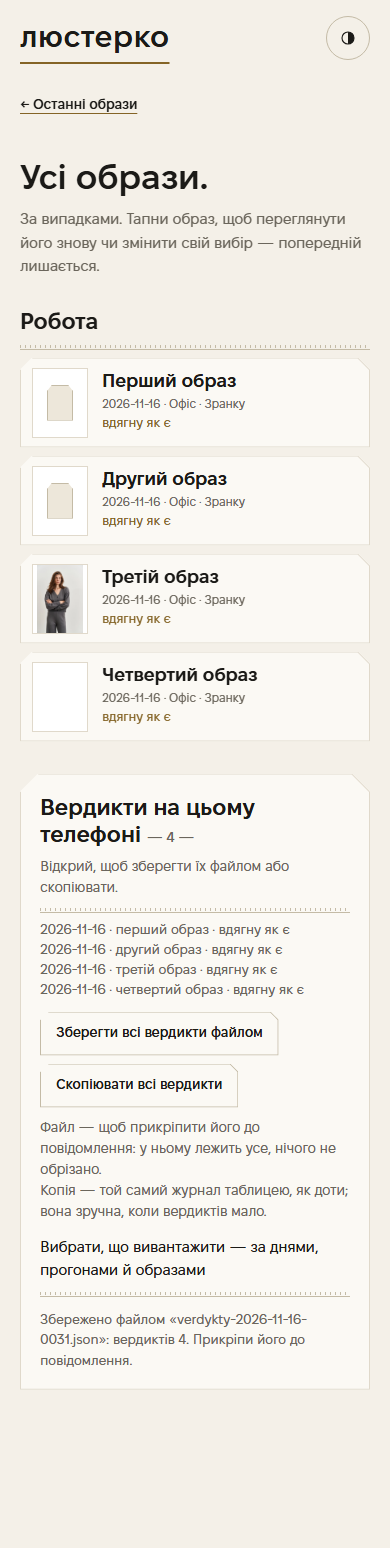 люстерко
← Останні образи
Усі образи.
За випадками. Тапни образ, щоб переглянути
його знову чи змінити свій вибір — попередній
лишається.
Робота
Перший образ
2026-11-16 · Офіс · Зранку
вдягну як є
Другий образ
2026-11-16 · Офіс · Зранку
вдягну як є
Третій образ
2026-11-16 · Офіс · Зранку
вдягну як є
Четвертий образ
2026-11-16 · Офіс · Зранку
вдягну як є
Вердикти на цьому
телефоні — 4 —
Відкрий, щоб зберегти їх файлом або
скопіювати.
2026-11-16 · перший образ · вдягну як є
2026-11-16 · другий образ · вдягну як є
2026-11-16 · третій образ · вдягну як є
2026-11-16 · четвертий образ · вдягну як є
Зберегти всі вердикти файлом
Скопіювати всі вердикти
Файл — щоб прикріпити його до
повідомлення: у ньому лежить усе, нічого не
обрізано.
Копія — той самий журнал таблицею, як доти;
вона зручна, коли вердиктів мало.
Вибрати, що вивантажити — за днями,
прогонами й образами
Збережено файлом «verdykty-2026-11-16-
0031.json»: вердиктів 4. Прикріпи його до
повідомлення.